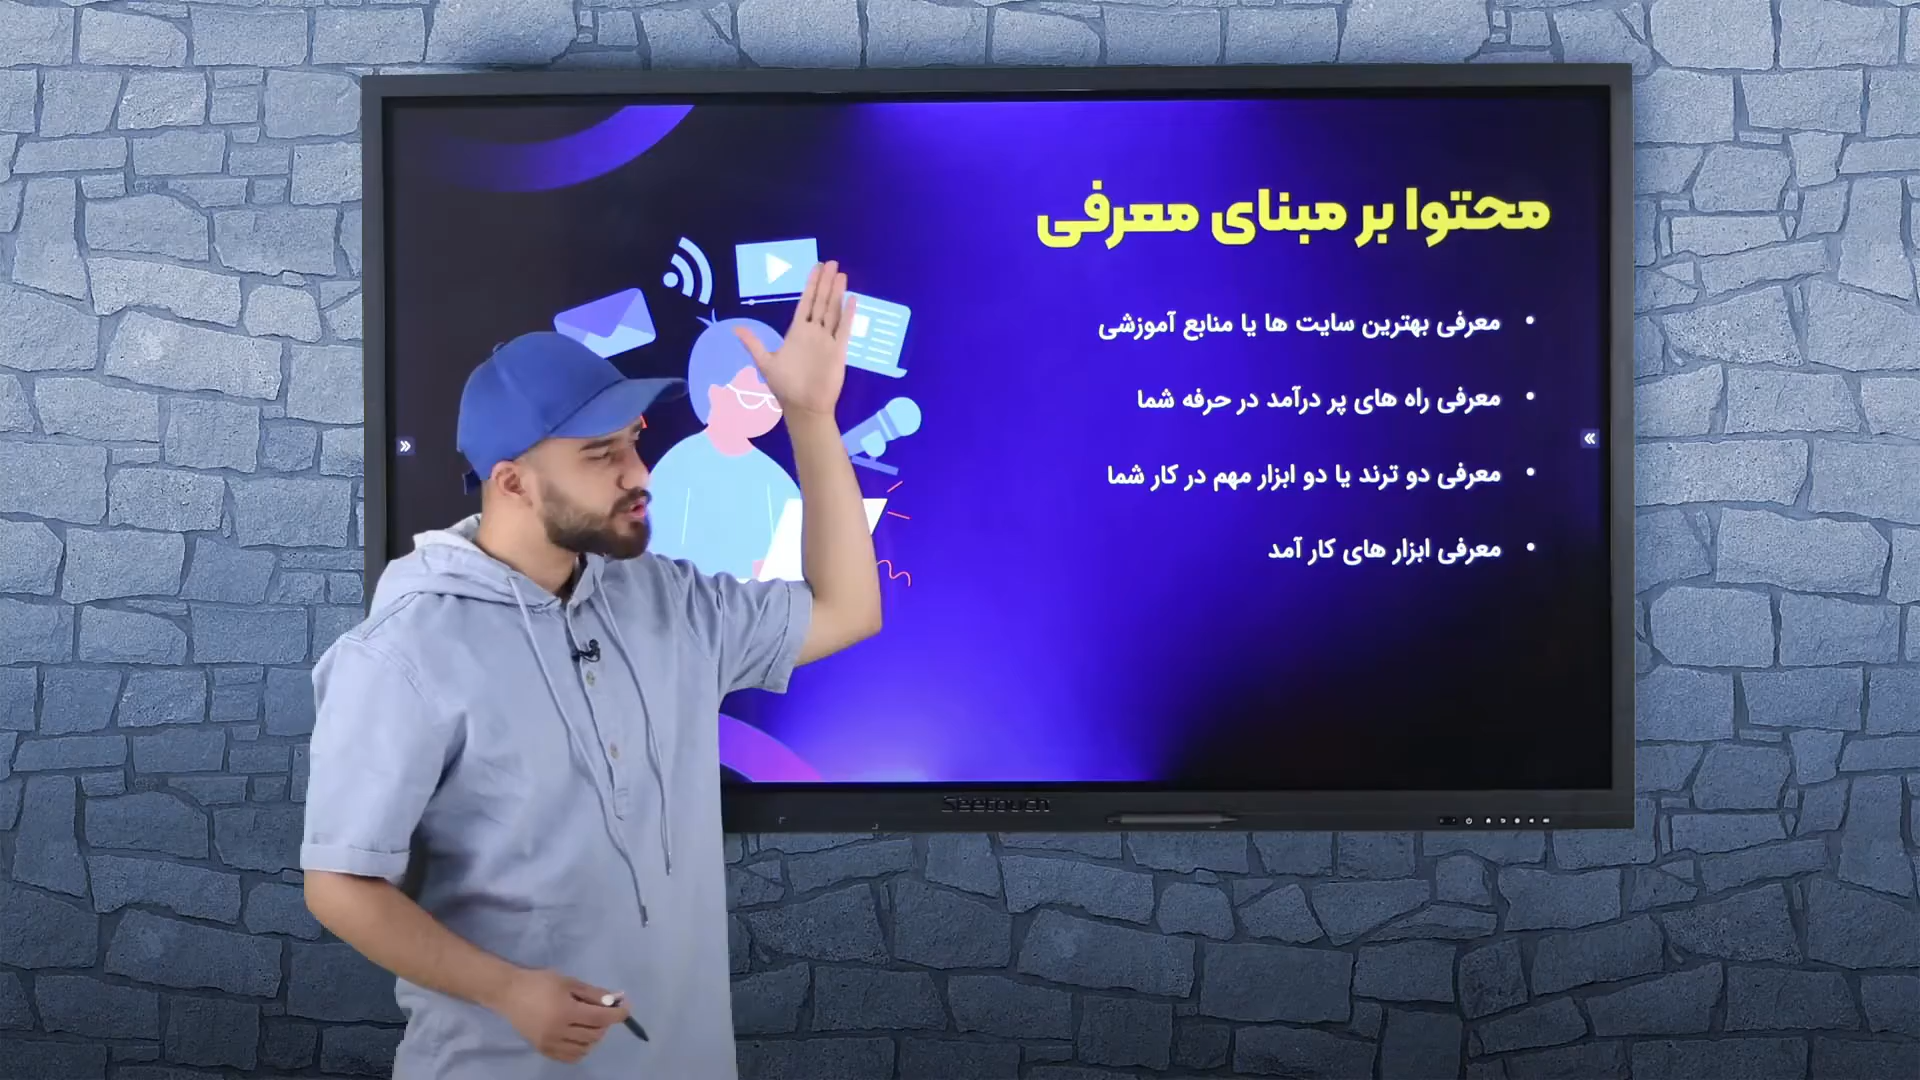 محتوا بر مبنای معرفی
• معرفی بهترین سایت ها یا منابع آموزشی
• معرفی راه های پر درآمد در حرفه شما
• معرفی دو ترند یا دو ابزار مهم در کار شما
• معرفی ابزار های کار آمد
Seetouch